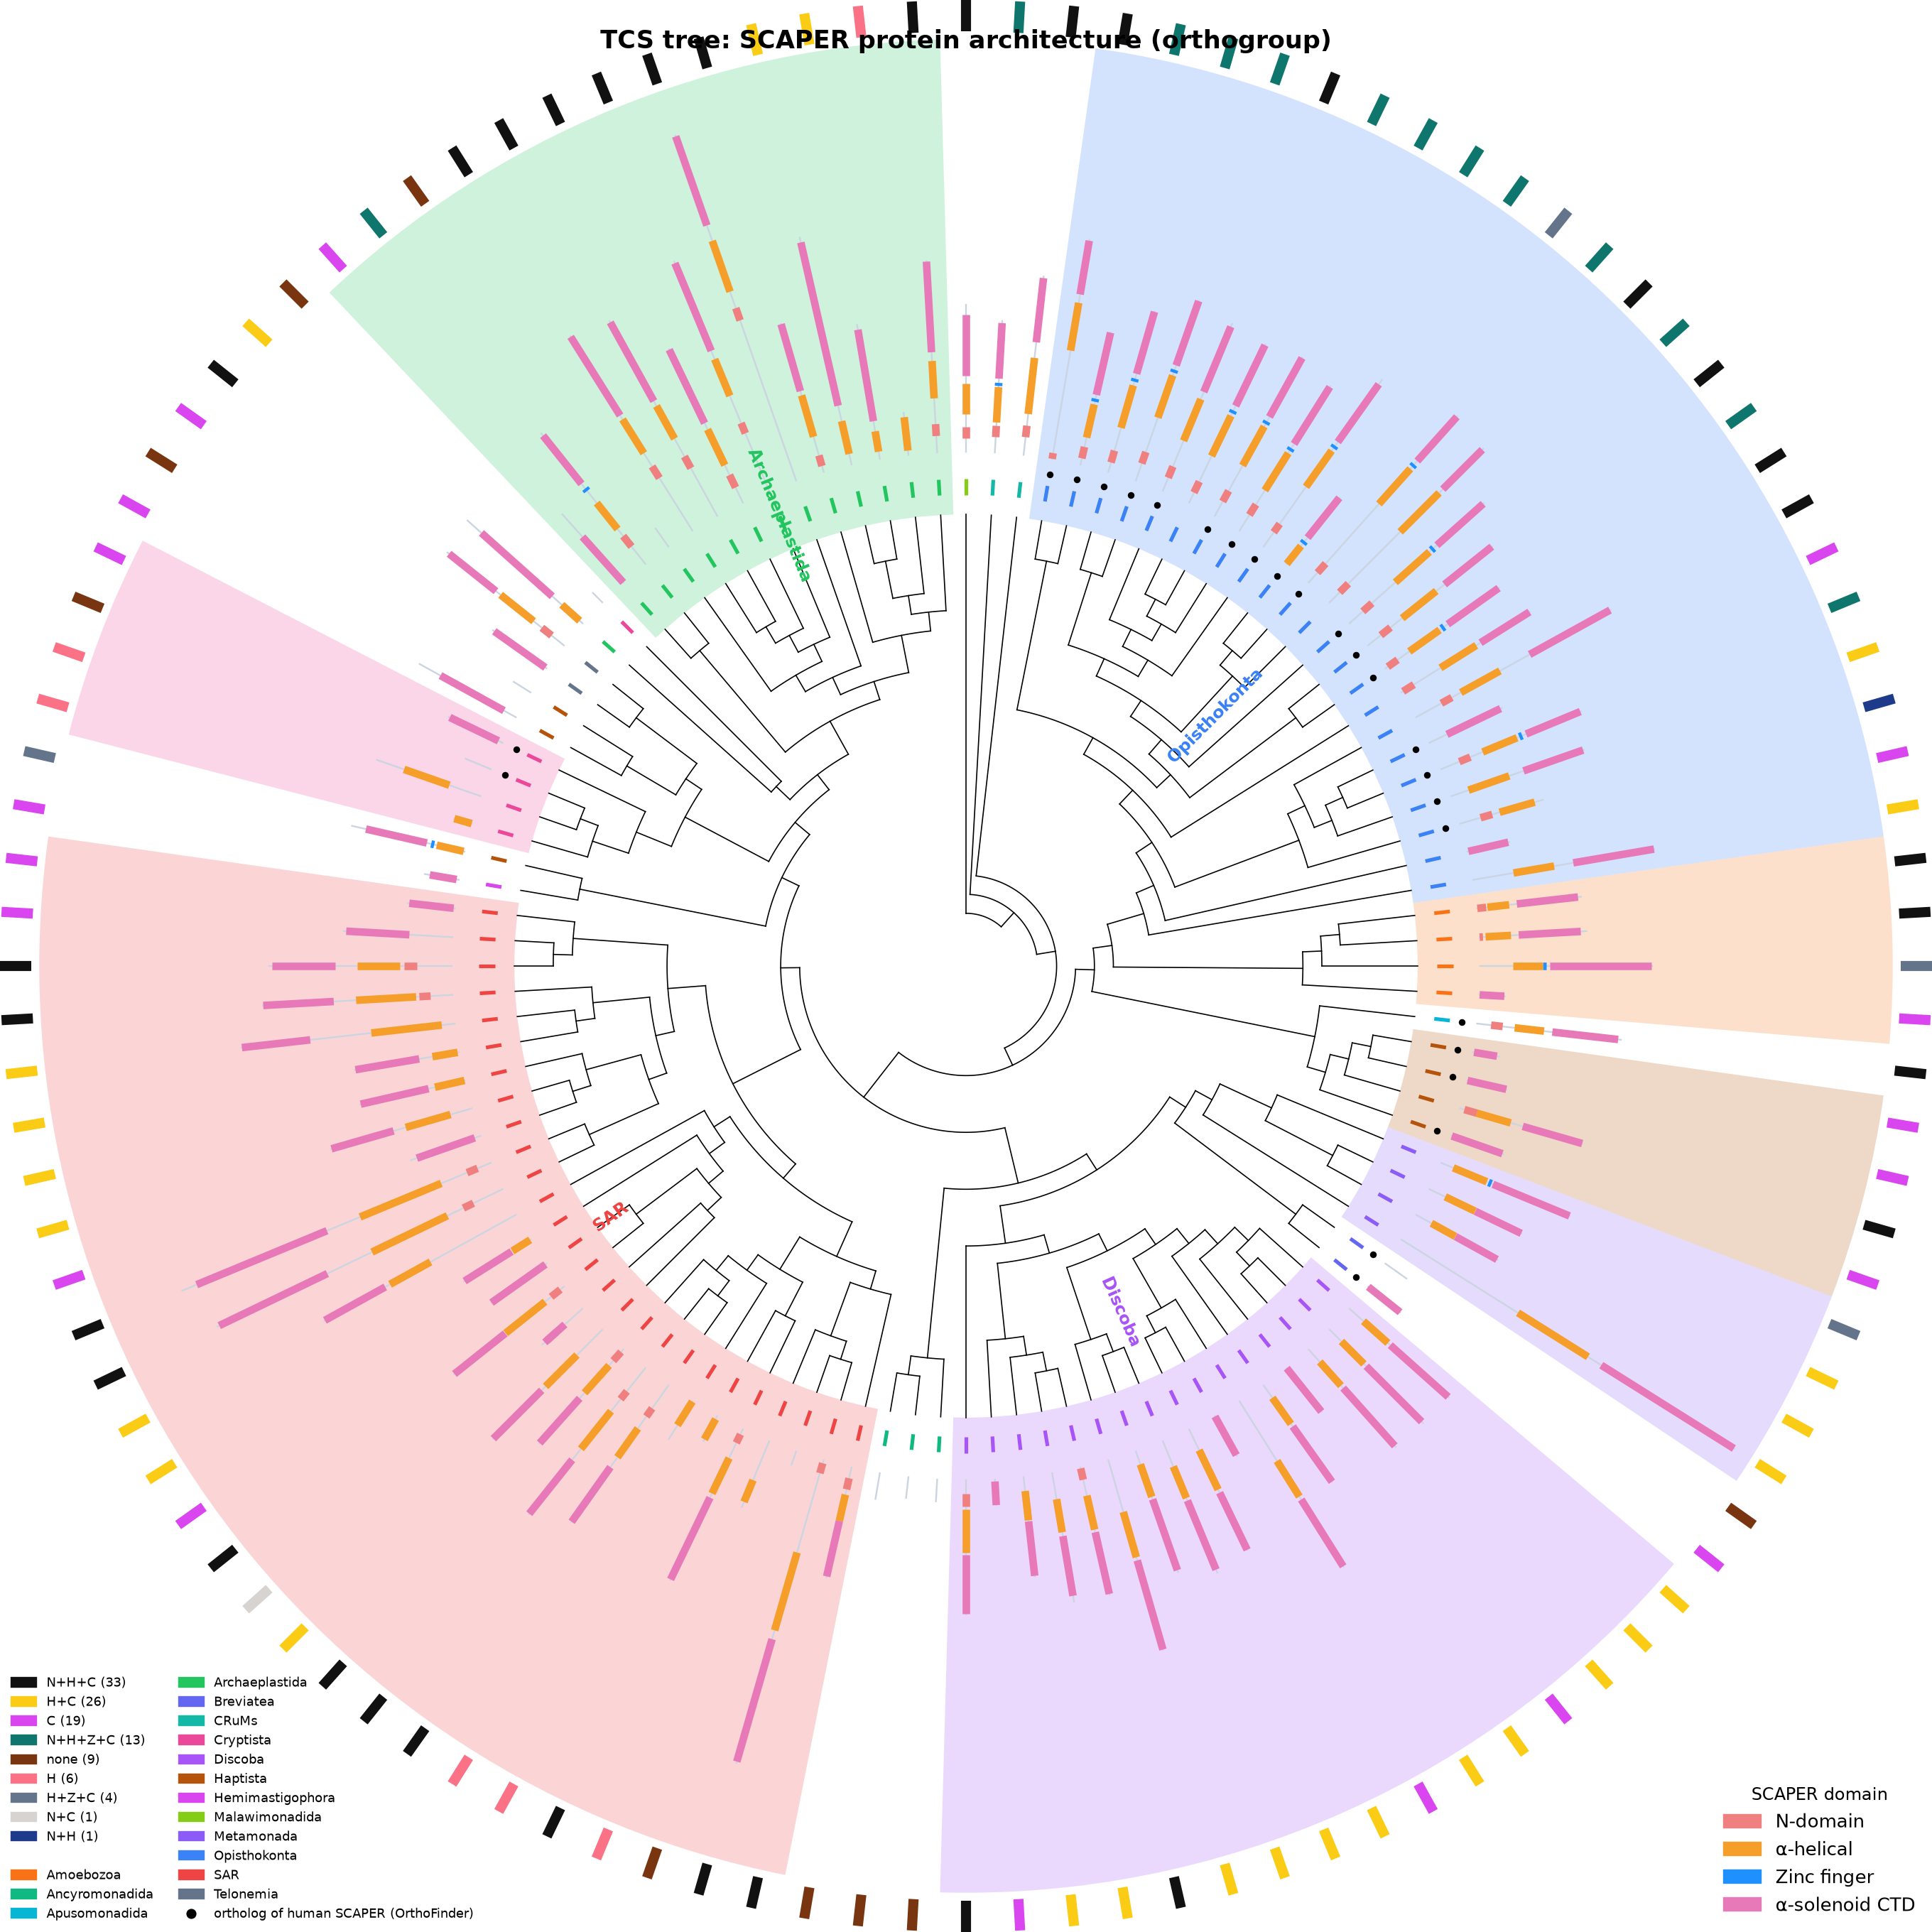 TCS tree: SCAPER protein architecture (orthogroup)
Archaeplastida
Opisthokonta
SAR
Discoba
N+H+C (33)
H+C (26)
C (19)
N+H+Z+C (13)
none (9)
H (6)
H+Z+C (4)
N+C (1)
N+H (1)
Amoebozoa
Ancyromonadida
Apusomonadida
Archaeplastida
Breviatea
CRuMs
Cryptista
Discoba
Haptista
Hemimastigophora
Malawimonadida
Metamonada
Opisthokonta
SAR
Telonemia
ortholog of human SCAPER (OrthoFinder)
SCAPER domain
N-domain
α-helical
Zinc finger
α-solenoid CTD